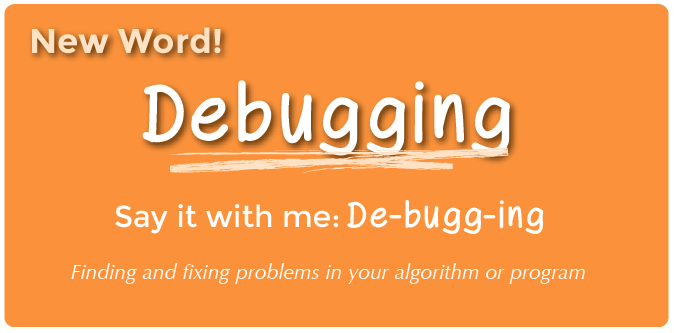 New Word!
Debugging
Say it with me: De-bugg-ing
Finding and fixing problems in your algorithm or program